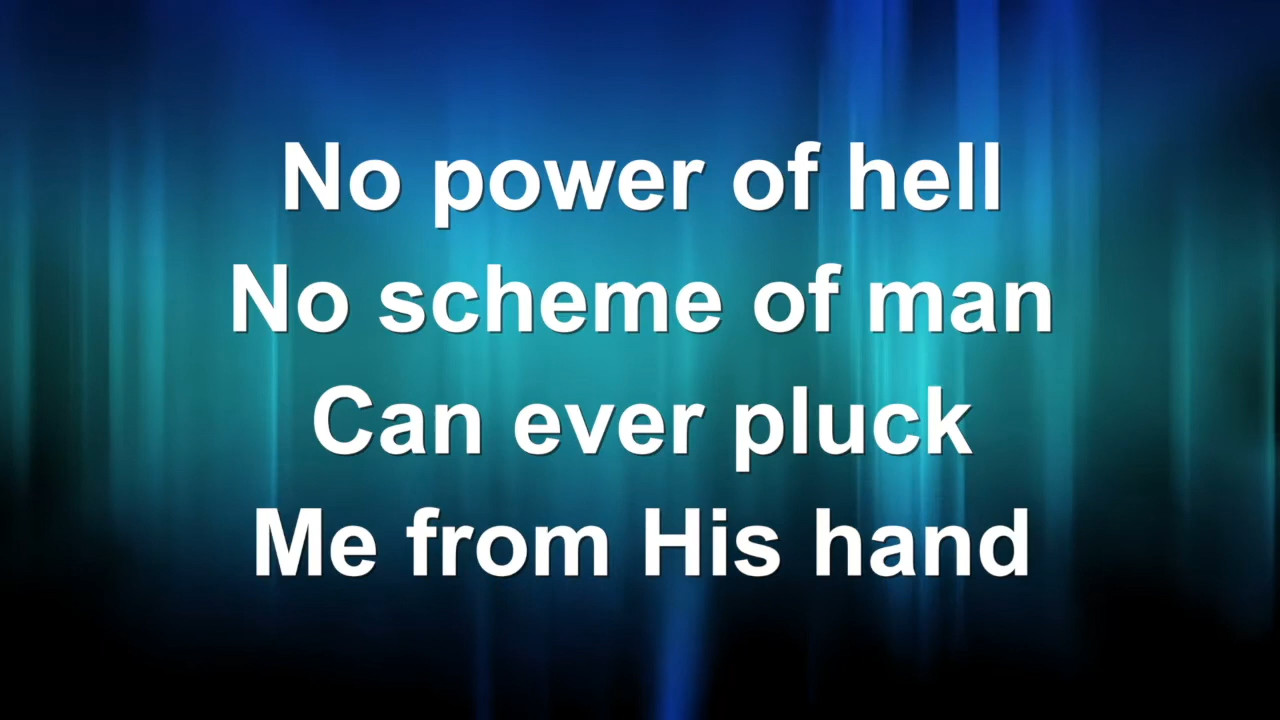 No power of hell
No scheme of man
Can ever pluck
Me from His hand